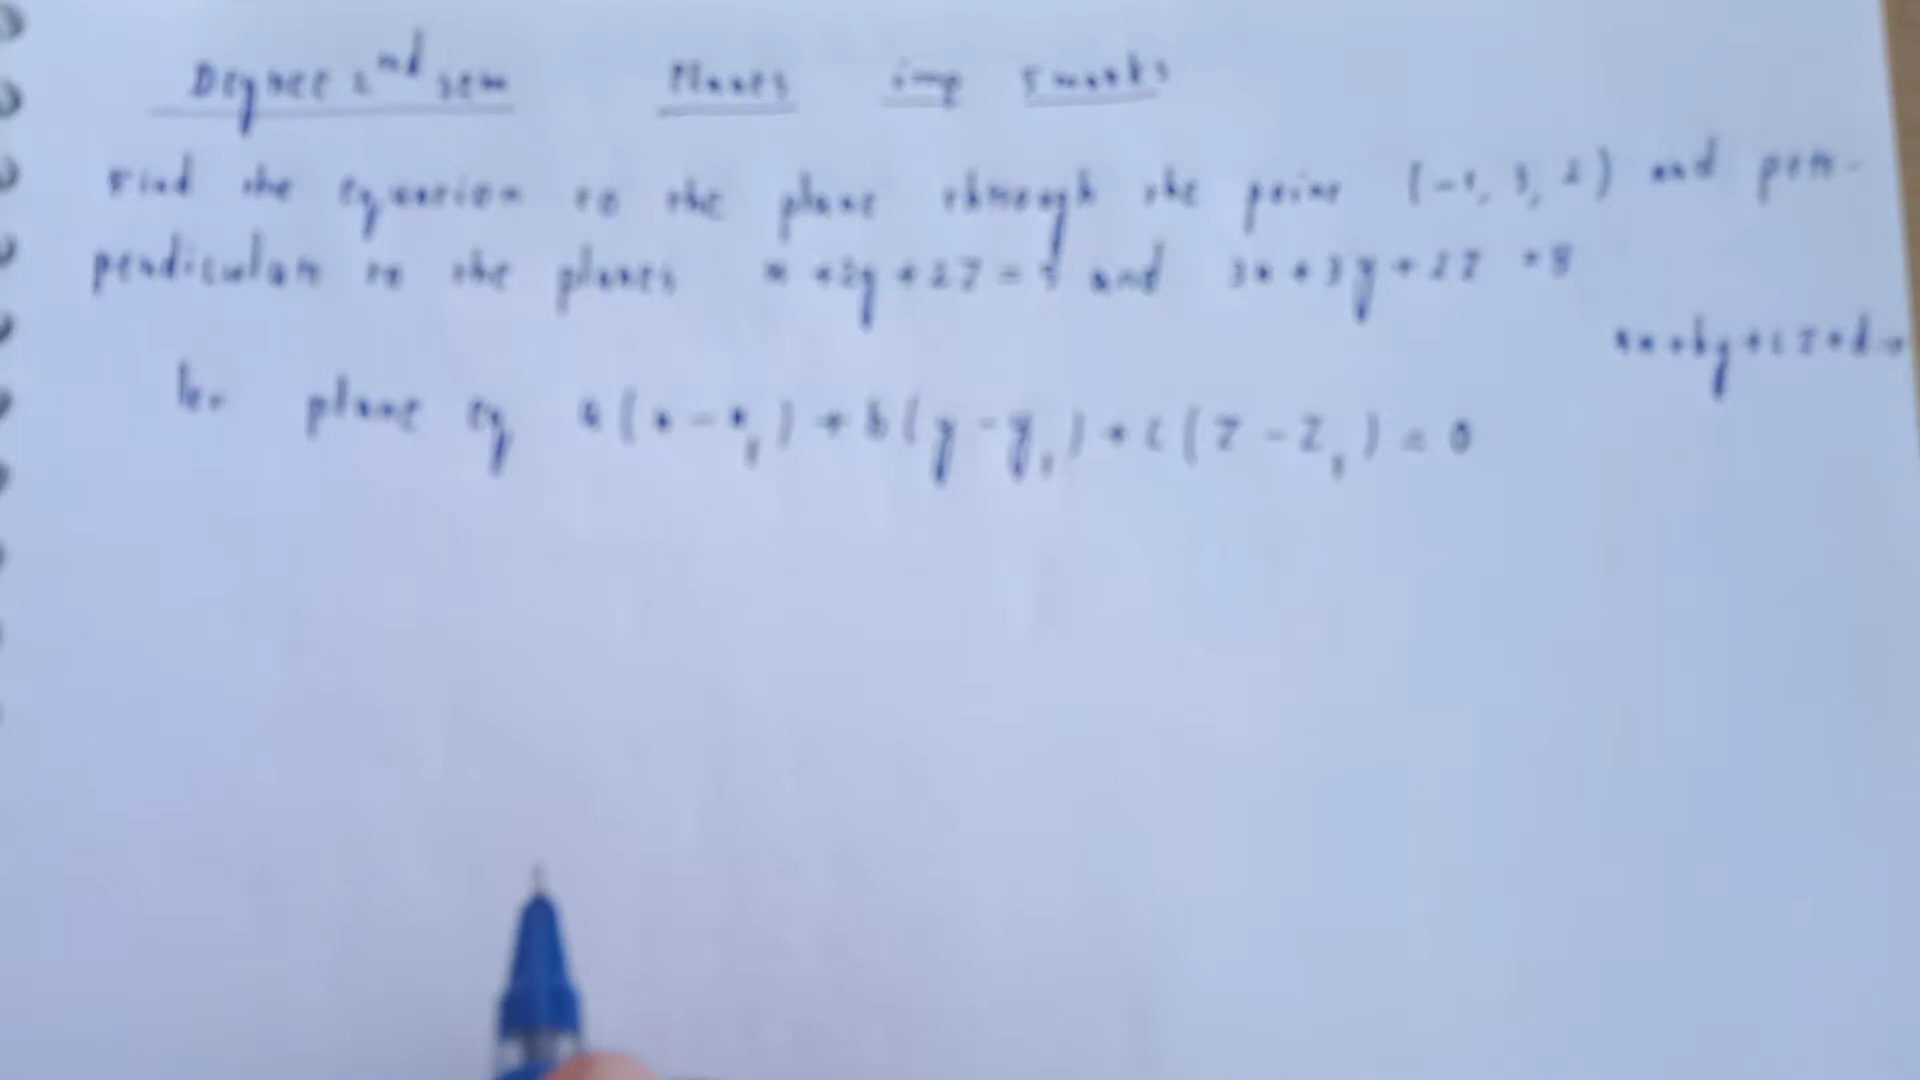 Degree 2nd sem Planes imp 5 marks
Find the equation to the plane through the point (-1, 3, 2) and per-
pendicular to the planes x + 2y + 2z = 5 and 3x + 3y + 2z = 8
ax+by+cz+d=0
let plane eq a(x - x₁) + b(y - y₁) + c(z - z₁) = 0